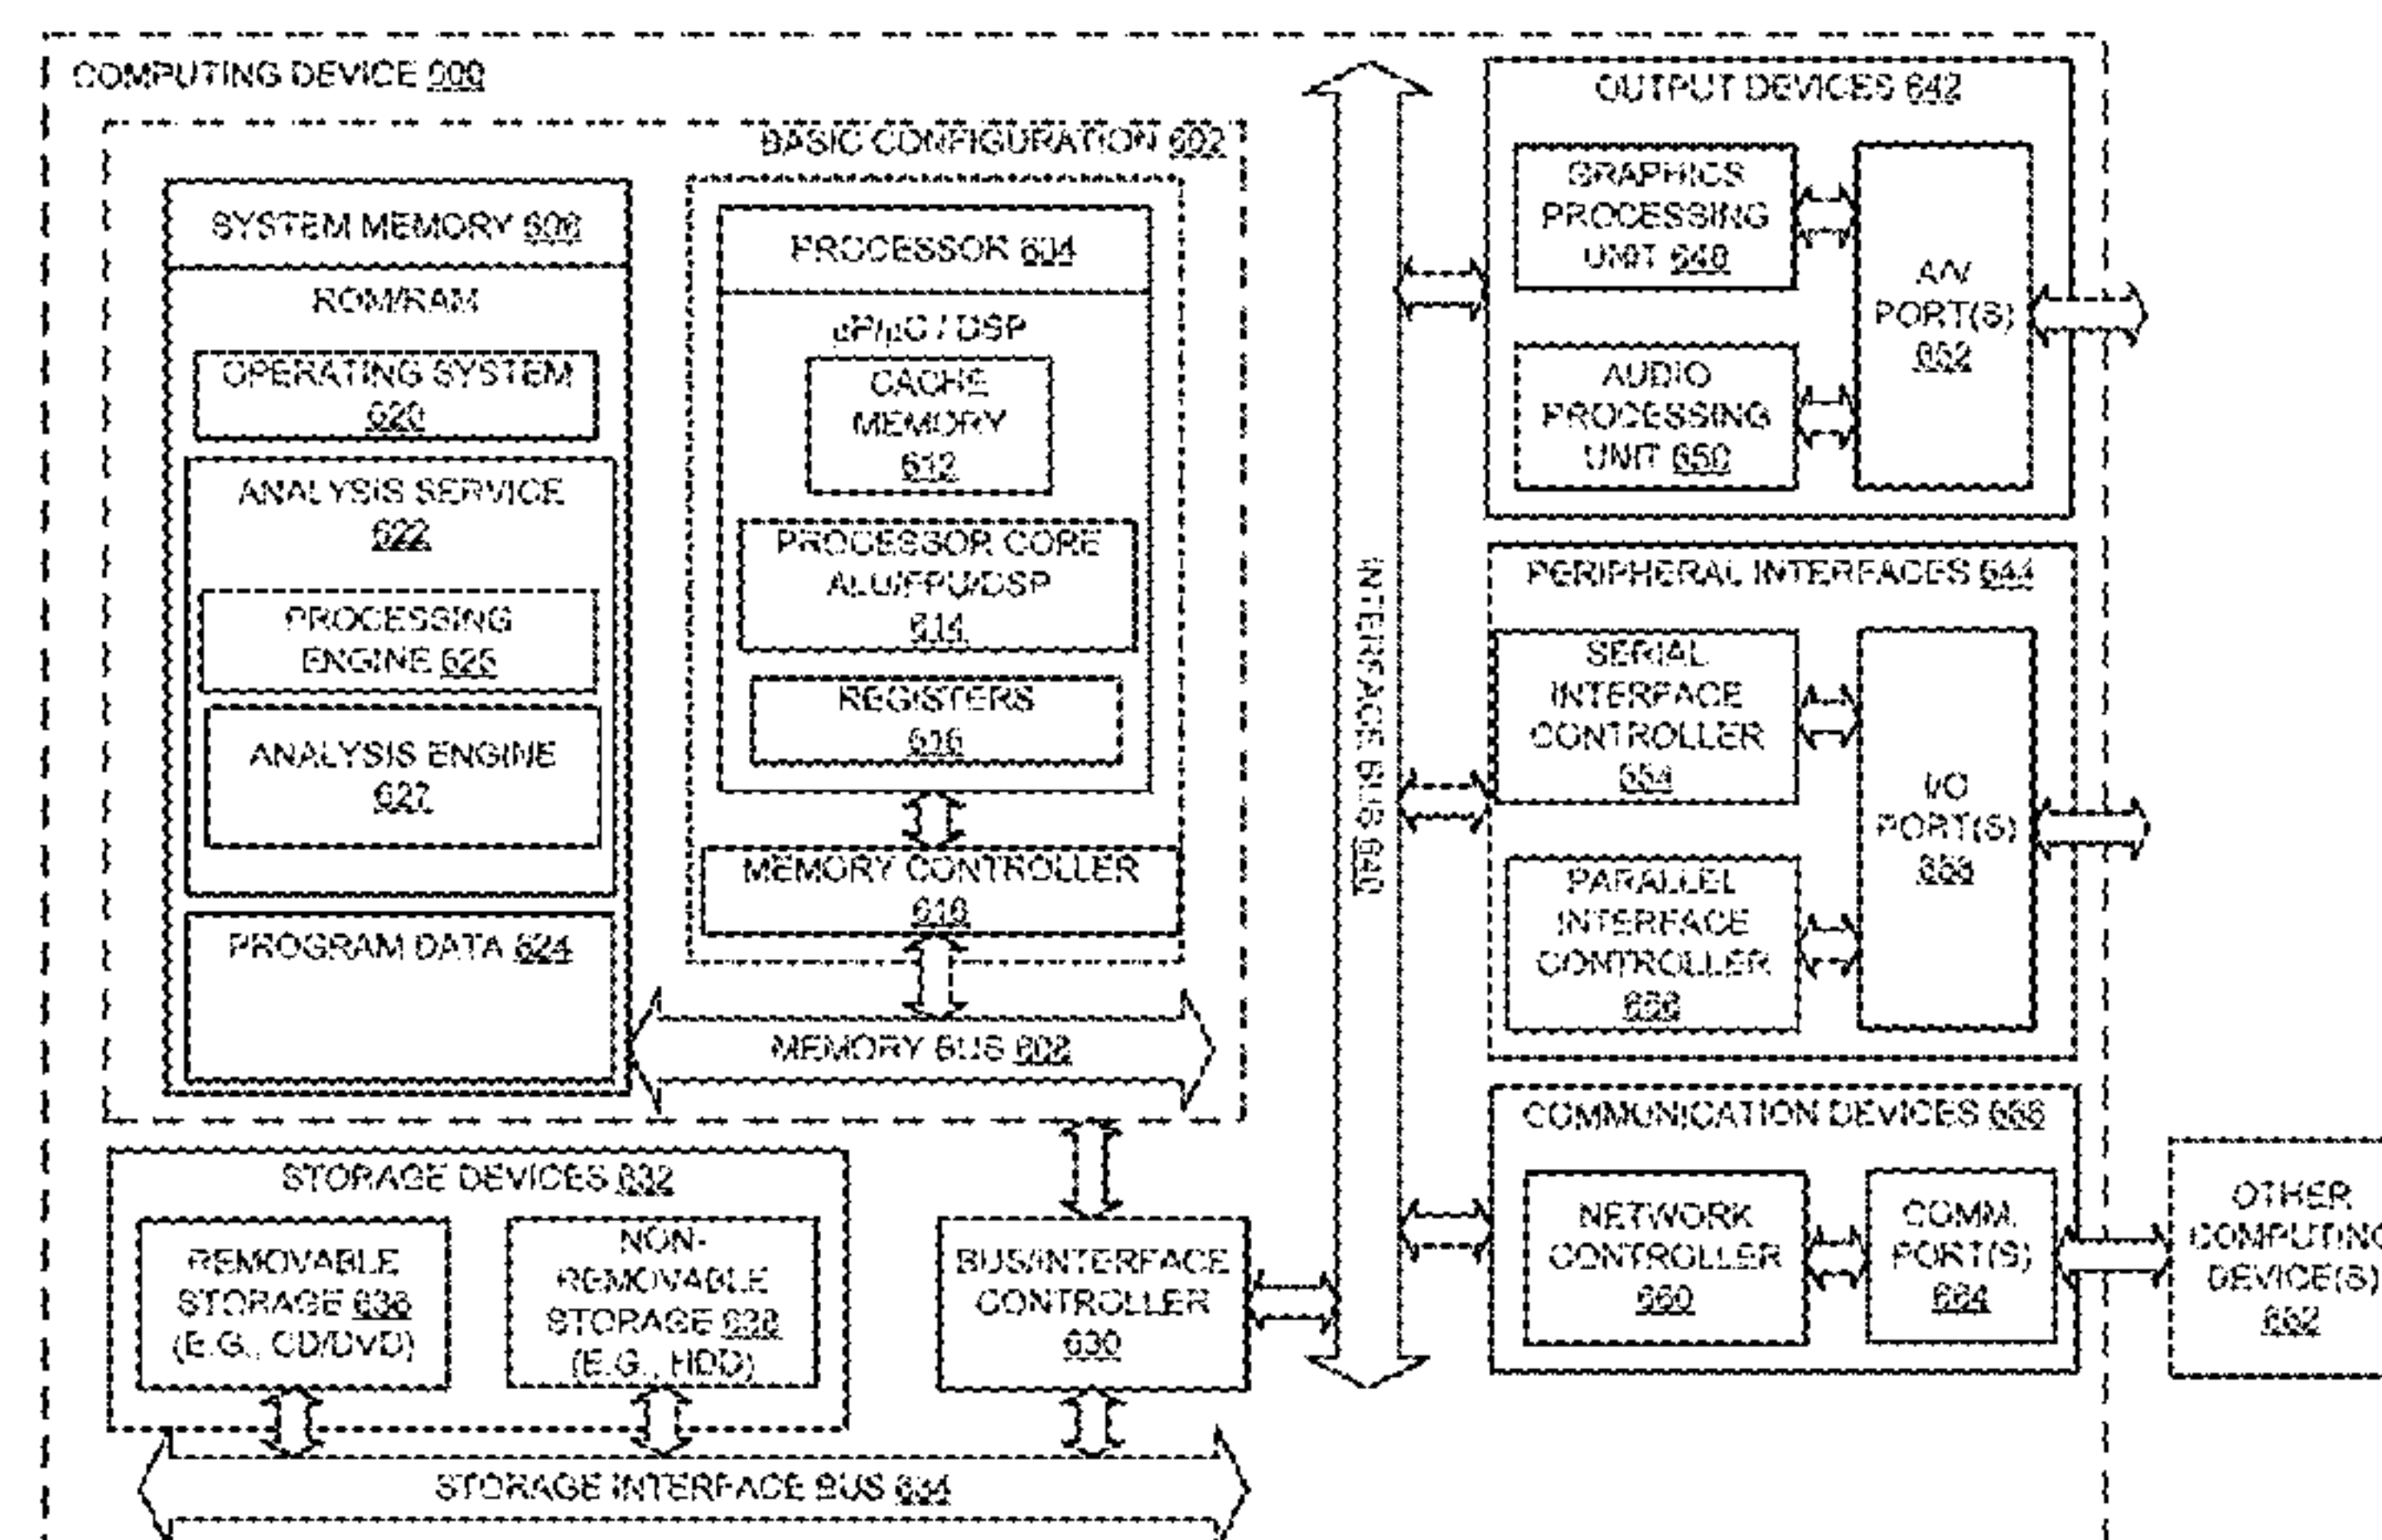 COMPUTING DEVICE 600
BASIC CONFIGURATION 602
SYSTEM MEMORY 606
ROM/RAM
OPERATING SYSTEM
620
ANALYSIS SERVICE
622
PROCESSING
ENGINE 626
ANALYSIS ENGINE
627
PROGRAM DATA 624
PROCESSOR 604
µP/µC / DSP
CACHE
MEMORY
612
PROCESSOR CORE
ALU/FPU/DSP
614
REGISTERS
616
MEMORY CONTROLLER
618
MEMORY BUS 608
STORAGE DEVICES 632
REMOVABLE
STORAGE 636
(E.G., CD/DVD)
NON-
REMOVABLE
STORAGE 638
(E.G., HDD)
BUS/INTERFACE
CONTROLLER
630
STORAGE INTERFACE BUS 634
INTERFACE BUS 640
OUTPUT DEVICES 642
GRAPHICS
PROCESSING
UNIT 648
AUDIO
PROCESSING
UNIT 650
A/V
PORT(S)
652
PERIPHERAL INTERFACES 644
SERIAL
INTERFACE
CONTROLLER
654
PARALLEL
INTERFACE
CONTROLLER
656
I/O
PORT(S)
658
COMMUNICATION DEVICES 666
NETWORK
CONTROLLER
660
COMM.
PORT(S)
664
OTHER
COMPUTING
DEVICE(S)
662